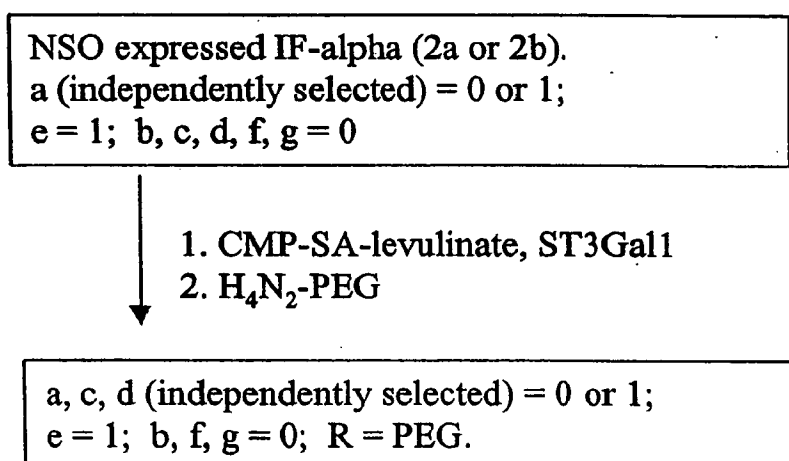 NSO expressed IF-alpha (2a or 2b).
a (independently selected) = 0 or 1;
e = 1; b, c, d, f, g = 0
1. CMP-SA-levulinate, ST3Gal1
2. H₄N₂-PEG
a, c, d (independently selected) = 0 or 1;
e = 1; b, f, g = 0; R = PEG.